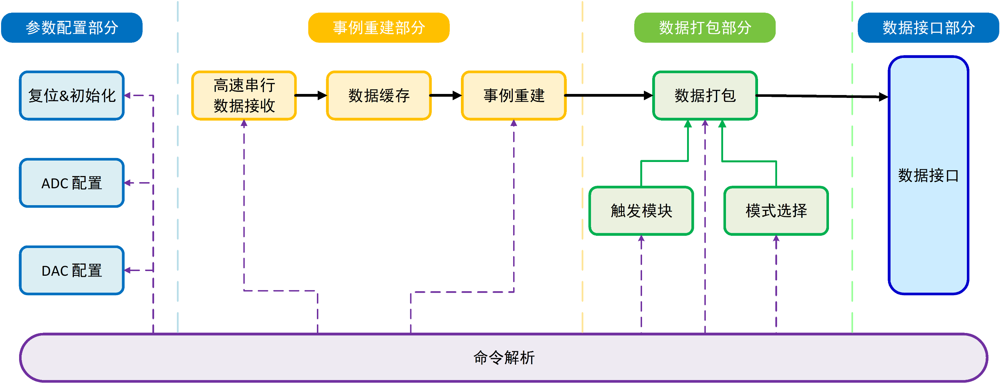 参数配置部分
事例重建部分
数据打包部分
数据接口部分
复位&初始化
高速串行
数据接收
数据缓存
事例重建
数据打包
ADC 配置
数据接口
触发模块
模式选择
DAC 配置
命令解析